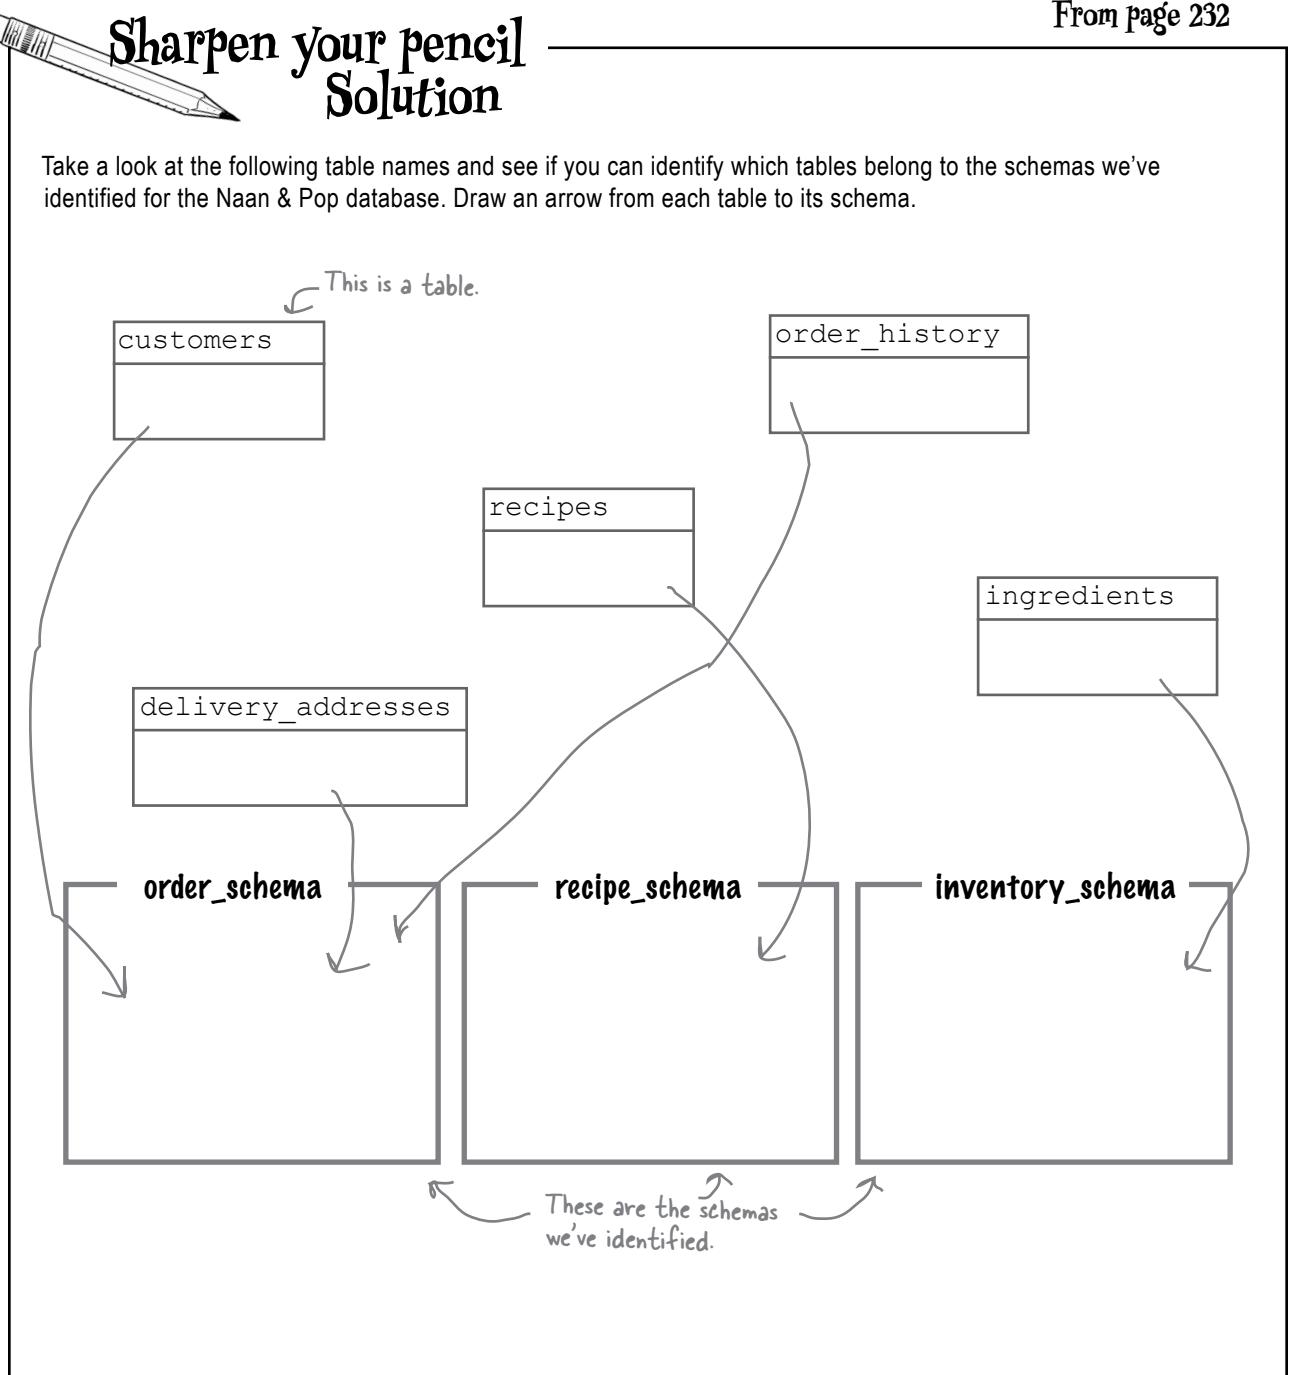 From page 232
Sharpen your pencil
Solution
Take a look at the following table names and see if you can identify which tables belong to the schemas we’ve
identified for the Naan & Pop database. Draw an arrow from each table to its schema.
This is a table.
customers
order_history
recipes
ingredients
delivery_addresses
order_schema
recipe_schema
inventory_schema
These are the schemas
we’ve identified.